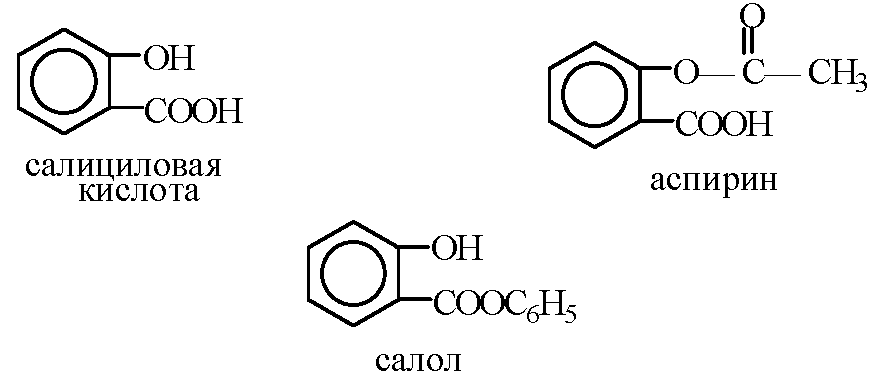 OH
COOH
салициловая
кислота
O
O — C — CH₃
COOH
аспирин
OH
COOC₆H₅
салол